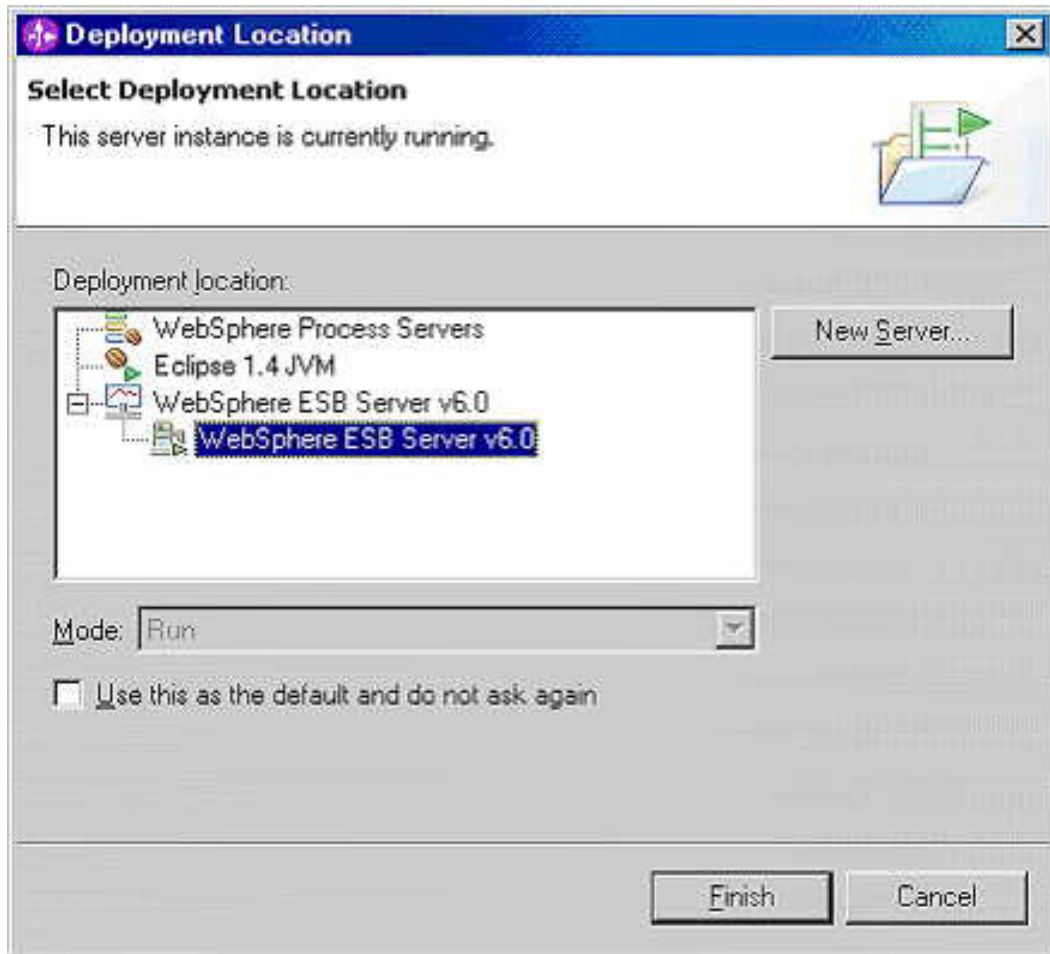 Deployment Location
Select Deployment Location
This server instance is currently running.
Deployment location:
WebSphere Process Servers
New Server...
Eclipse 1.4 JVM
WebSphere ESB Server v6.0
WebSphere ESB Server v6.0
Mode: Run
Use this as the default and do not ask again
Finish Cancel